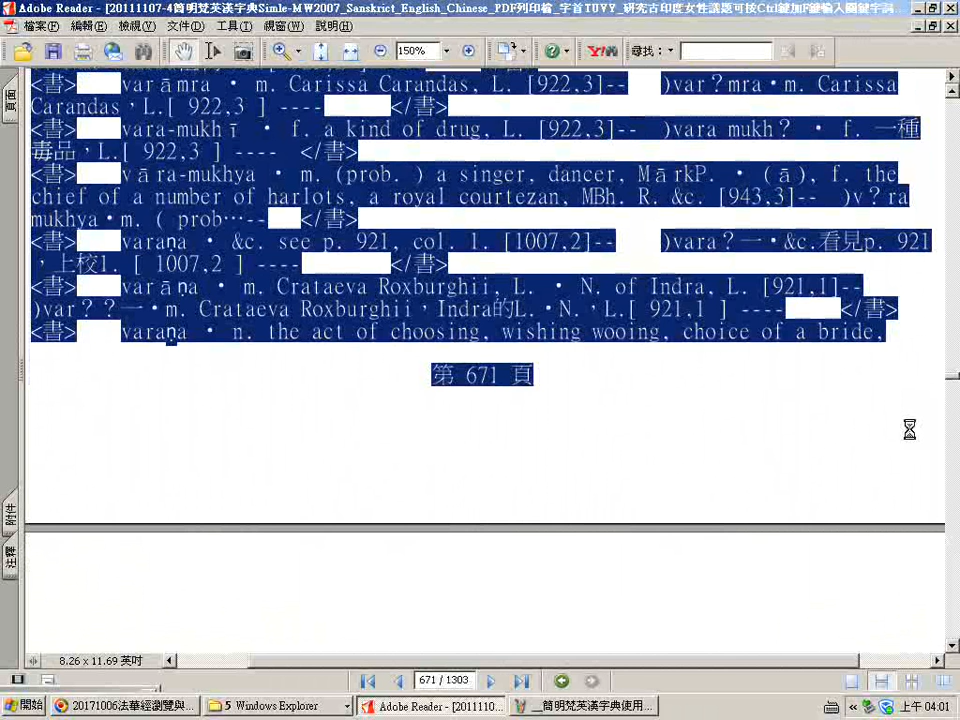 Adobe Reader - [20111107-4簡明梵英漢字典Simle-MW2007_Sanskrict_English_Chinese_PDF列印檔_字首TUVY_研究古印度女性議題可按Ctrl鍵加F鍵輸入關鍵字詞...
檔案(F) 編輯(E) 檢視(V) 文件(D) 工具(T) 視窗(W) 說明(H)
150% Y! 尋找：
頁面
<書> varāmra • m. Carissa Carandas, L. [922,3]-- )var？mra•m. Carissa
Carandas，L.[ 922,3 ] ---- </書>
<書> vara-mukhī • f. a kind of drug, L. [922,3]-- )vara mukh？ • f. 一種
毒品，L.[ 922,3 ] ---- </書>
<書> vāra-mukhya • m. (prob. ) a singer, dancer, MārkP. • (ā), f. the
chief of a number of harlots, a royal courtezan, MBh. R. &c. [943,3]-- )v？ra
mukhya•m. ( prob…-- </書>
<書> varaṇa • &c. see p. 921, col. 1. [1007,2]-- )vara？一•&c.看見p. 921
，上校1. [ 1007,2 ] ---- </書>
<書> varāṇa • m. Crataeva Roxburghii, L. • N. of Indra, L. [921,1]--
)var？？一•m. Crataeva Roxburghii，Indra的L.•N.，L.[ 921,1 ] ---- </書>
<書> varaṇa • n. the act of choosing, wishing wooing, choice of a bride,
第 671 頁
附件
注釋
8.26 x 11.69 英吋
671 / 1303
開始 20171006法華經瀏覽與... 5 Windows Explorer Adobe Reader - [2011110... __簡明梵英漢字典使用... 上午 04:01